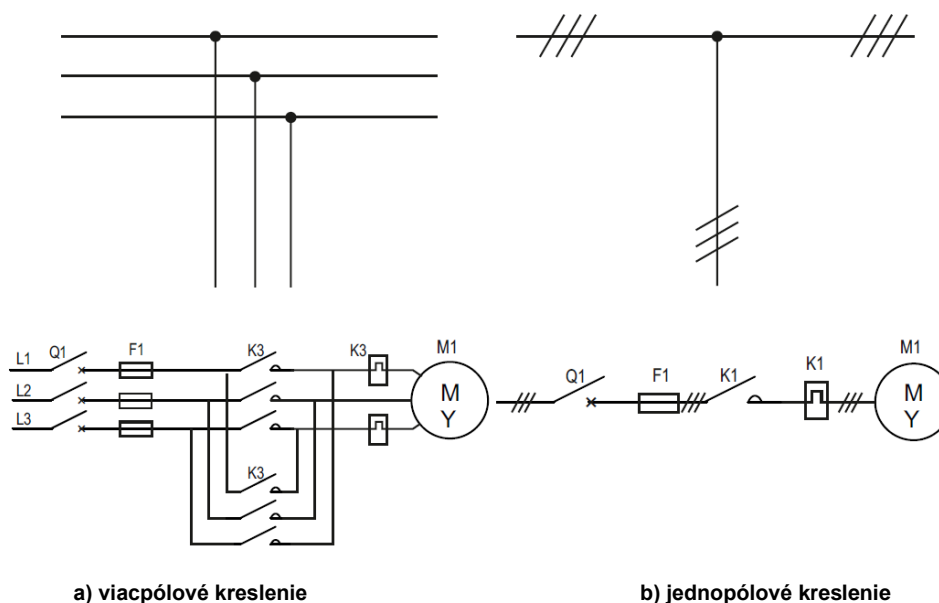 L1 Q1 F1 K3 K3 M1
L2
L3
M
Y
K3
Q1 F1 K1 K1 M1
M
Y
a) viacpólové kreslenie
b) jednopólové kreslenie